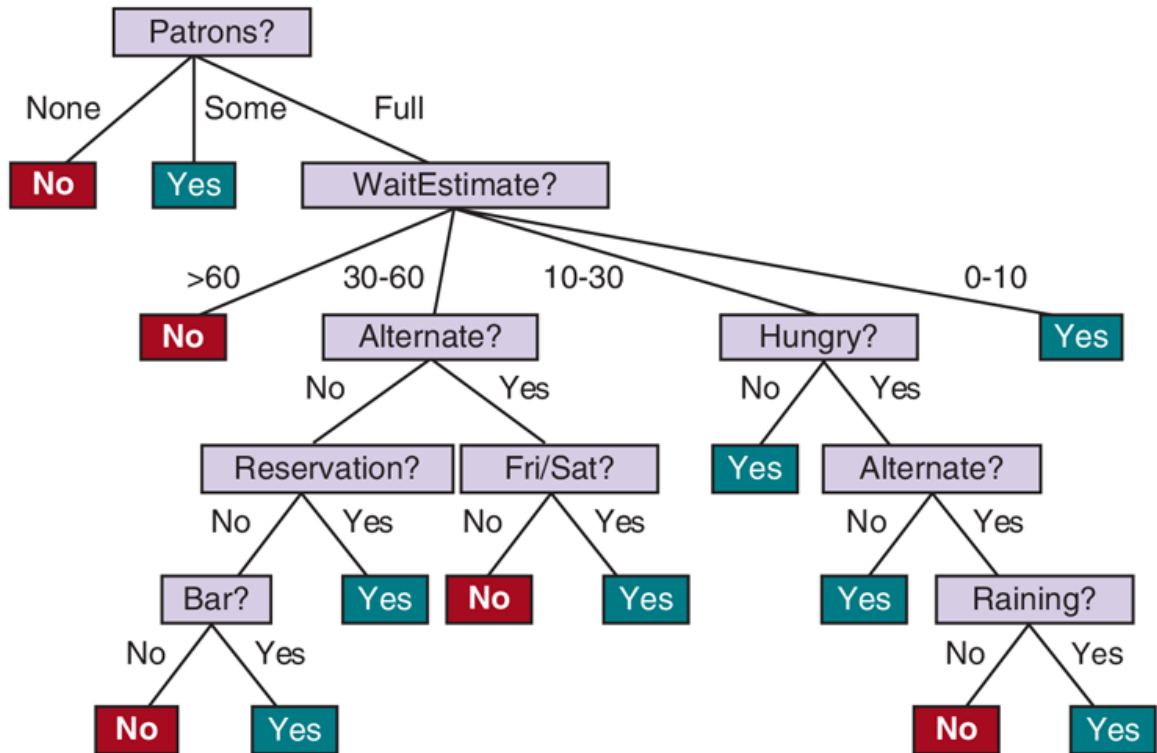 Patrons?
None Some Full
No Yes WaitEstimate?
>60 30-60 10-30 0-10
No Alternate? Hungry? Yes
No Yes No Yes
Reservation? Fri/Sat? Yes Alternate?
No Yes No Yes No Yes
Bar? Yes No Yes Yes Raining?
No Yes No Yes
No Yes No Yes